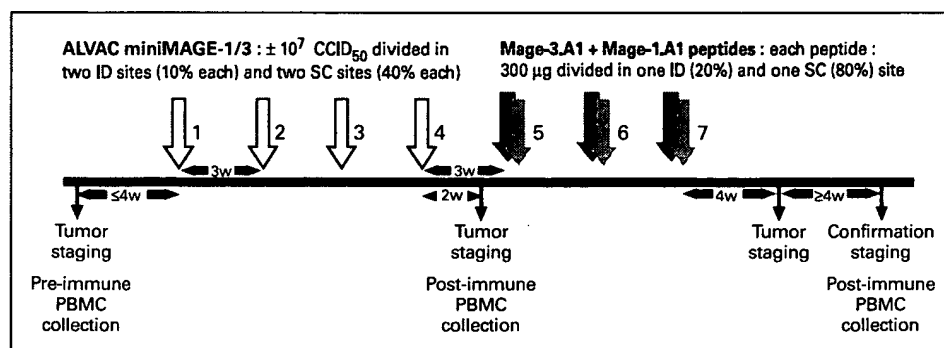 ALVAC miniMAGE-1/3 : ± 10⁷ CCID₅₀ divided in
two ID sites (10% each) and two SC sites (40% each)
Mage-3.A1 + Mage-1.A1 peptides : each peptide :
300 µg divided in one ID (20%) and one SC (80%) site
1
2
3
4
5
6
7
3w
3w
≤4w
2w
4w
≥4w
Tumor
staging
Pre-immune
PBMC
collection
Tumor
staging
Post-immune
PBMC
collection
Tumor
staging
Confirmation
staging
Post-immune
PBMC
collection